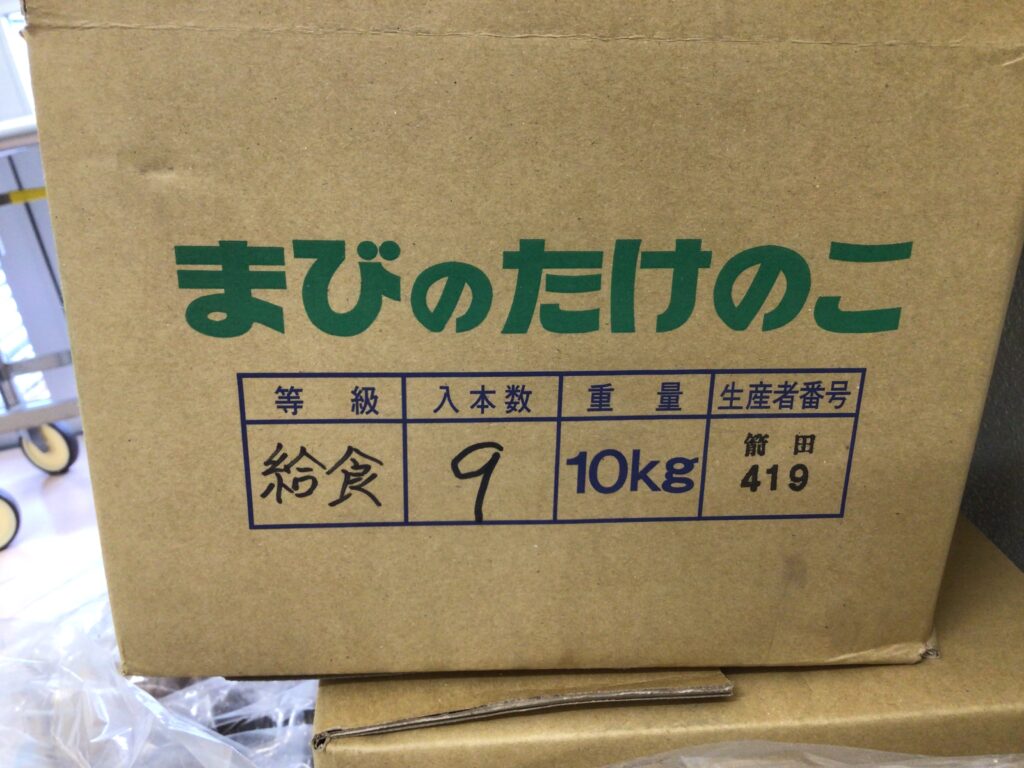 まびのたけのこ
等級 入本数 重量 生産者番号
給食 9 10kg 箭田
419